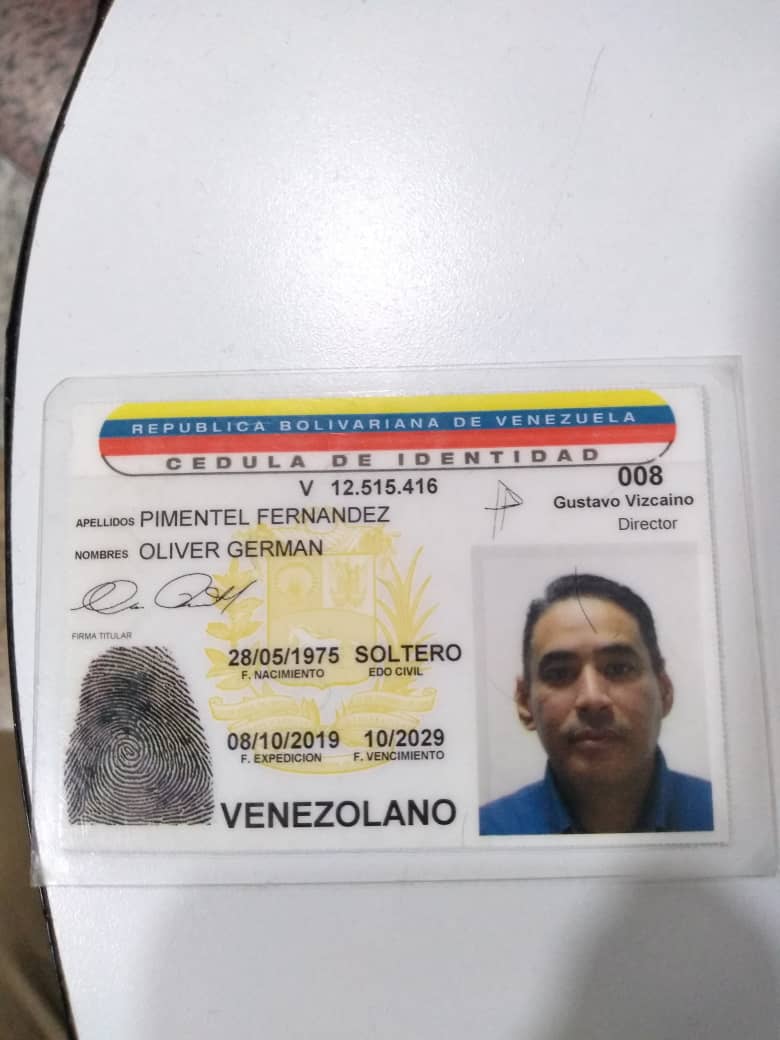 REPUBLICA BOLIVARIANA DE VENEZUELA
CEDULA DE IDENTIDAD
V 12.515.416
008
Gustavo Vizcaino
Director
APELLIDOS PIMENTEL FERNANDEZ
NOMBRES OLIVER GERMAN
FIRMA TITULAR
28/05/1975 SOLTERO
F. NACIMIENTO EDO CIVIL
08/10/2019 10/2029
F. EXPEDICION F. VENCIMIENTO
VENEZOLANO